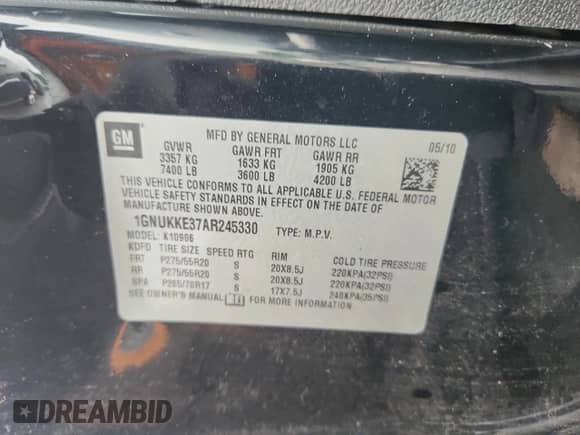 GM
MFD BY GENERAL MOTORS LLC
05/10
GVWR GAWR FRT GAWR RR
3357 KG 1633 KG 1905 KG
7400 LB 3600 LB 4200 LB
THIS VEHICLE CONFORMS TO ALL APPLICABLE U.S. FEDERAL MOTOR
VEHICLE SAFETY STANDARDS IN EFFECT ON THE DATE OF
MANUFACTURE SHOWN ABOVE.
1GNUKKE37AR245330 TYPE: M.P.V.
MODEL: K10906
KDFD TIRE SIZE SPEED RTG RIM COLD TIRE PRESSURE
FRT P275/55R20 S 20X8.5J 220KPA(32PSI)
RR P275/55R20 S 20X8.5J 220KPA(32PSI)
SPA P265/70R17 S 17X7.5J 240KPA(35PSI)
SEE OWNER'S MANUAL FOR MORE INFORMATION
DREAMBID